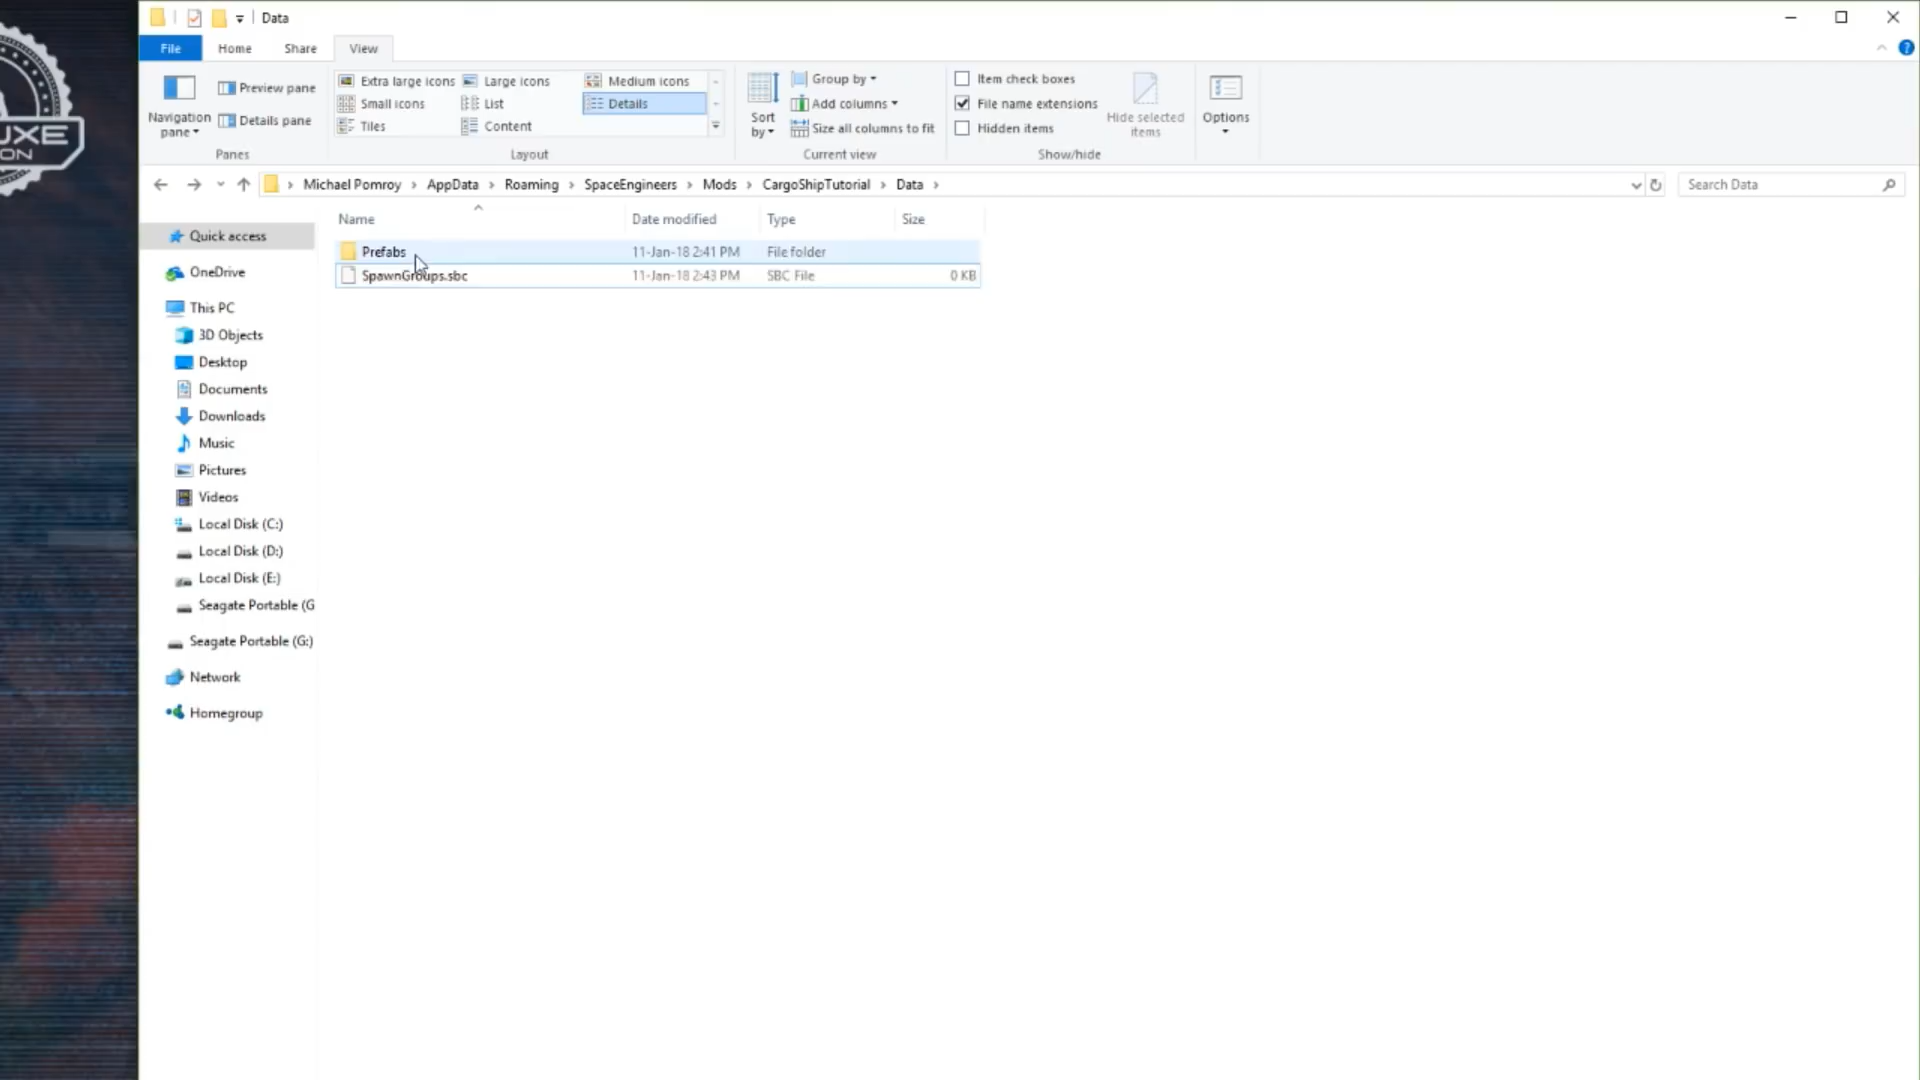 Data
File Home Share View
Navigation pane
Preview pane
Details pane
Panes
Extra large icons Large icons Medium icons
Small icons List Details
Tiles Content
Layout
Sort by
Group by
Add columns
Size all columns to fit
Current view
Item check boxes
File name extensions
Hidden items
Hide selected items
Show/hide
Options
Michael Pomroy AppData Roaming SpaceEngineers Mods CargoShipTutorial Data
Search Data
Name Date modified Type Size
Prefabs 11-Jan-18 2:41 PM File folder
SpawnGroups.sbc 11-Jan-18 2:43 PM SBC File 0 KB
Quick access
OneDrive
This PC
3D Objects
Desktop
Documents
Downloads
Music
Pictures
Videos
Local Disk (C:)
Local Disk (D:)
Local Disk (E:)
Seagate Portable (G
Seagate Portable (G:)
Network
Homegroup
UXE
ON